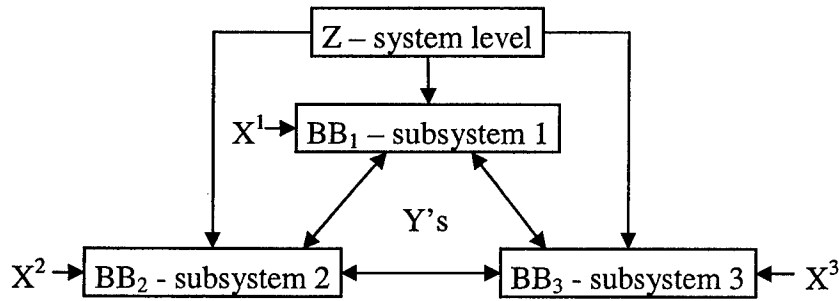 Z – system level
X¹ BB₁ – subsystem 1
Y's
X² BB₂ - subsystem 2 BB₃ - subsystem 3 X³